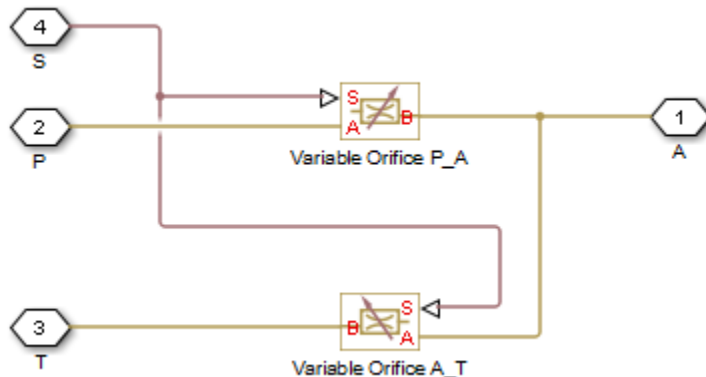 4
S
S
A
B
Variable Orifice P_A
2
P
1
A
S
B
A
Variable Orifice A_T
3
T